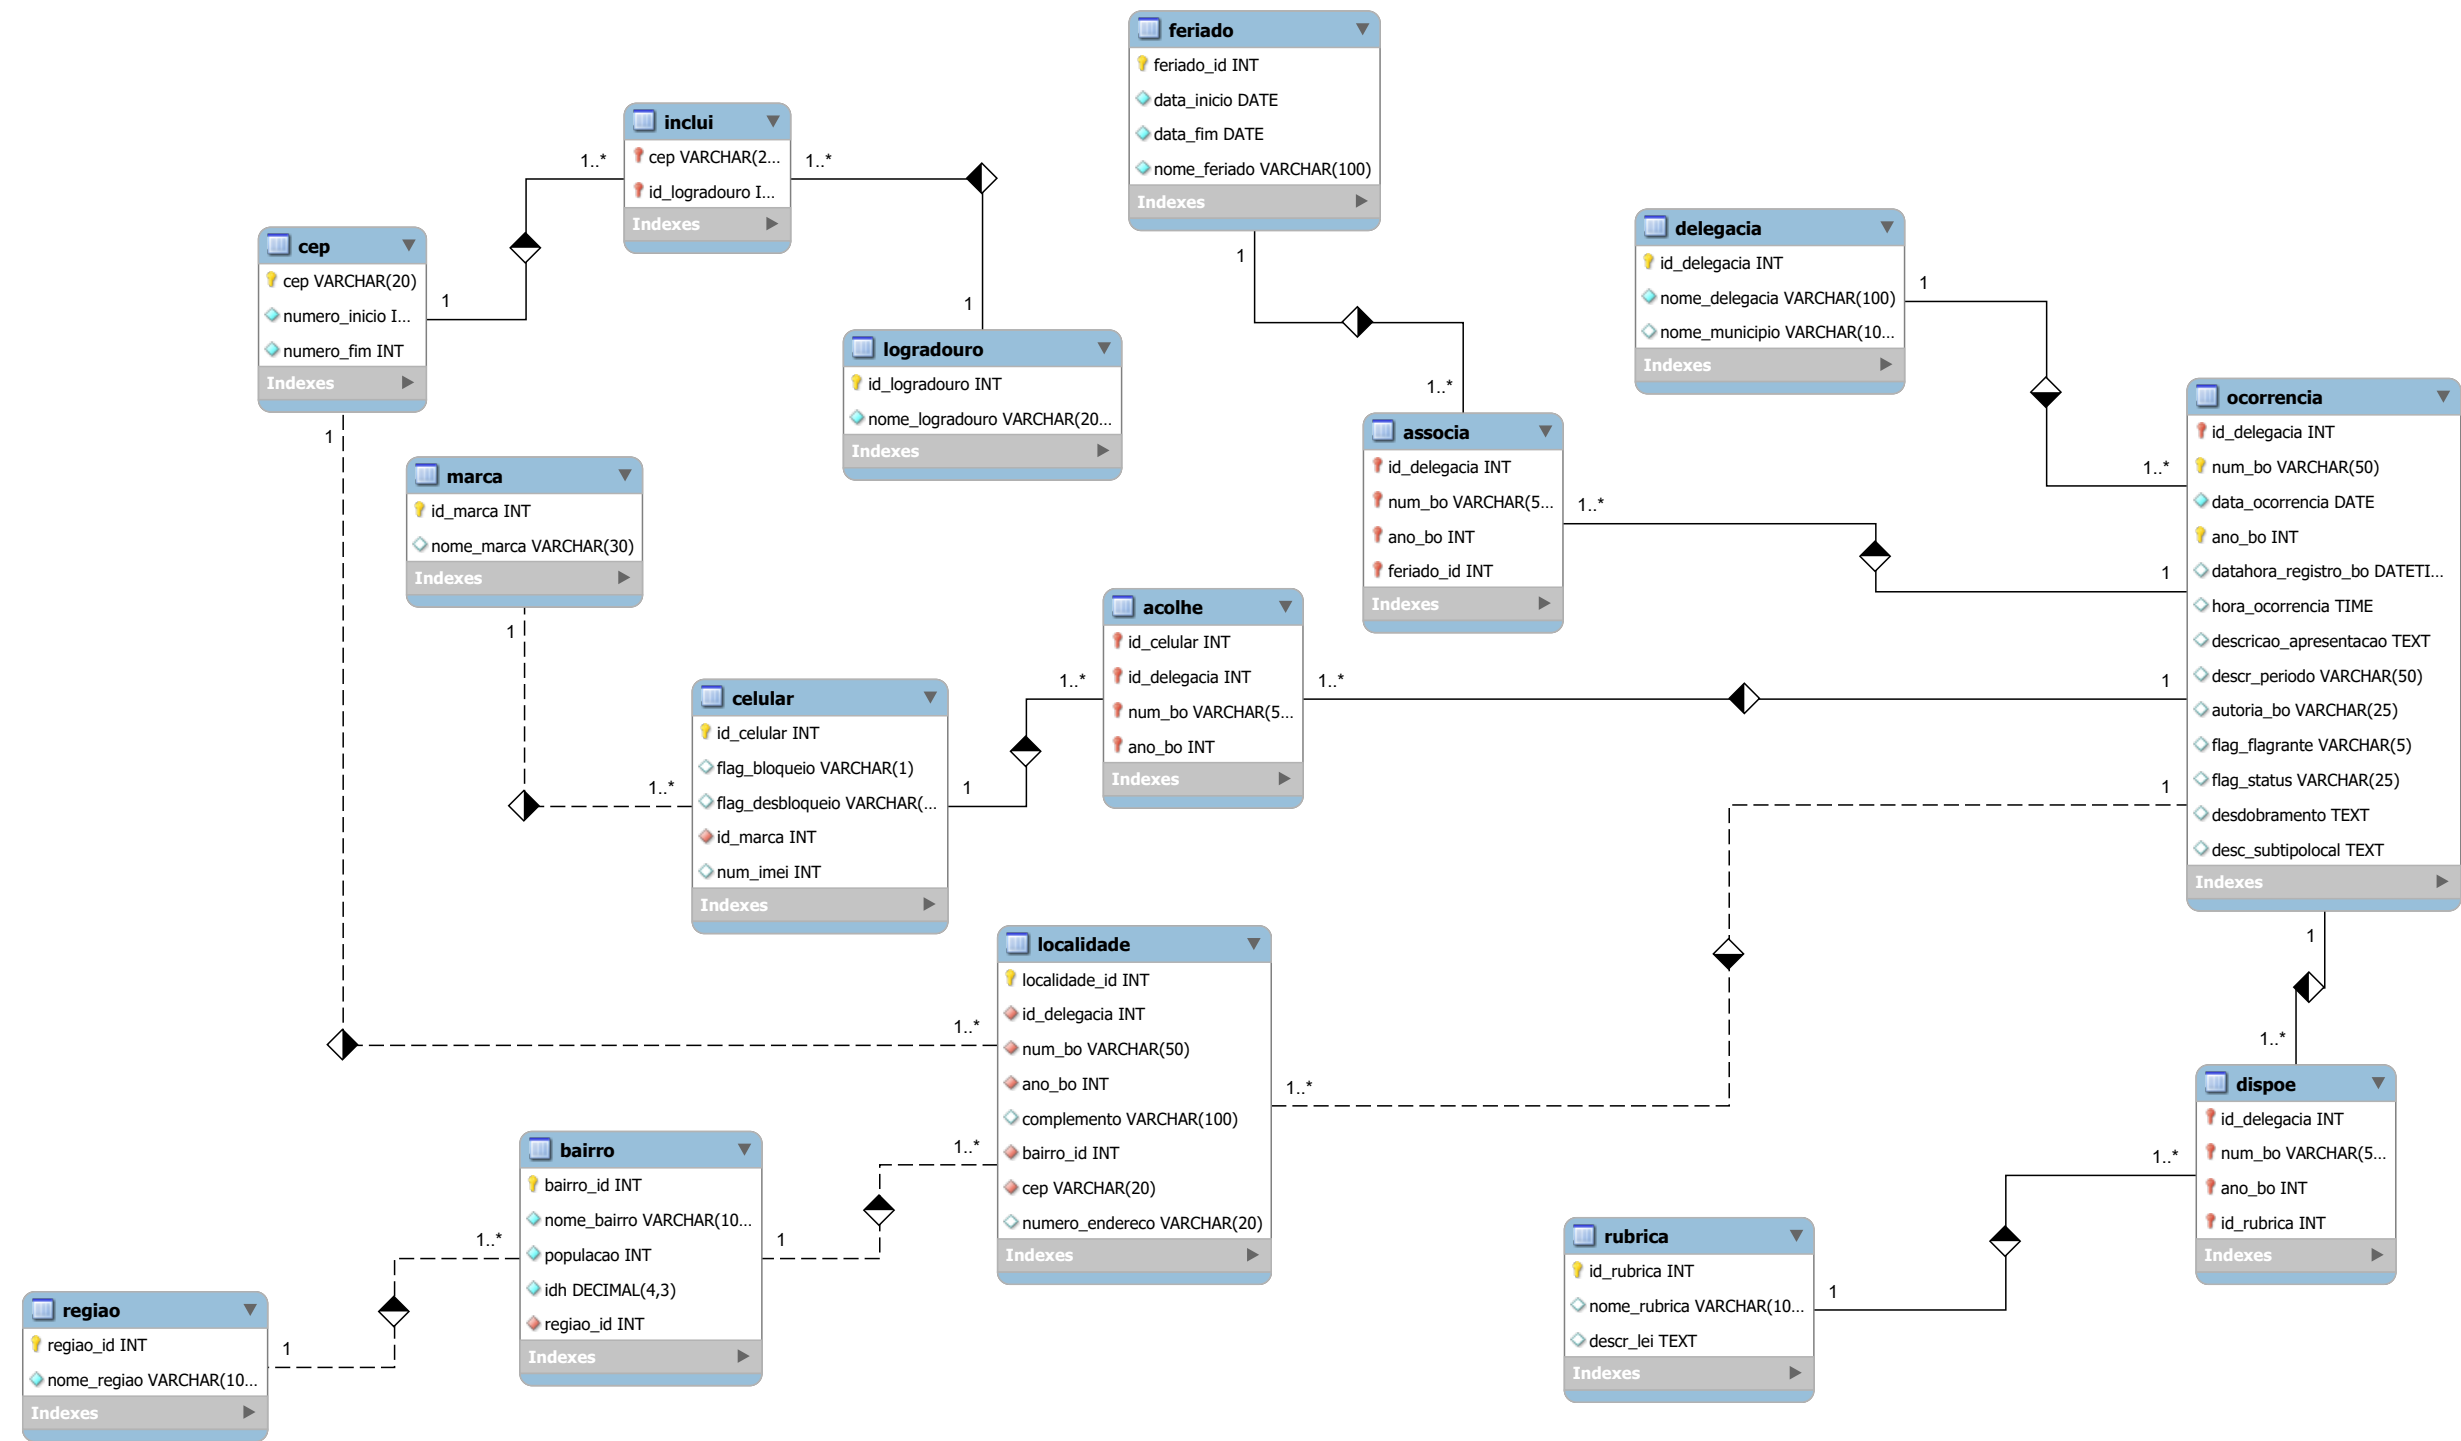 feriado
feriado_id INT
data_inicio DATE
data_fim DATE
nome_feriado VARCHAR(100)
Indexes
1
1..*
inclui
cep VARCHAR(2...
id_logradouro I...
Indexes
1..*
1..*
1
1
cep
cep VARCHAR(20)
numero_inicio I...
numero_fim INT
Indexes
1
logradouro
id_logradouro INT
nome_logradouro VARCHAR(20...
Indexes
delegacia
id_delegacia INT
nome_delegacia VARCHAR(100)
nome_municipio VARCHAR(10...
Indexes
1
1..*
ocorrencia
id_delegacia INT
num_bo VARCHAR(50)
data_ocorrencia DATE
ano_bo INT
datahora_registro_bo DATETI...
hora_ocorrencia TIME
descricao_apresentacao TEXT
descr_periodo VARCHAR(50)
autoria_bo VARCHAR(25)
flag_flagrante VARCHAR(5)
flag_status VARCHAR(25)
desdobramento TEXT
desc_subtipolocal TEXT
Indexes
associa
id_delegacia INT
num_bo VARCHAR(5...
ano_bo INT
feriado_id INT
Indexes
1..*
1
marca
id_marca INT
nome_marca VARCHAR(30)
Indexes
1
1..*
acolhe
id_celular INT
id_delegacia INT
num_bo VARCHAR(5...
ano_bo INT
Indexes
1..*
1..*
1
1
celular
id_celular INT
flag_bloqueio VARCHAR(1)
flag_desbloqueio VARCHAR(...
id_marca INT
num_imei INT
Indexes
localidade
localidade_id INT
id_delegacia INT
num_bo VARCHAR(50)
ano_bo INT
complemento VARCHAR(100)
bairro_id INT
cep VARCHAR(20)
numero_endereco VARCHAR(20)
Indexes
1..*
1..*
1..*
1
1
1..*
dispoe
id_delegacia INT
num_bo VARCHAR(5...
ano_bo INT
id_rubrica INT
Indexes
1..*
bairro
bairro_id INT
nome_bairro VARCHAR(10...
populacao INT
idh DECIMAL(4,3)
regiao_id INT
Indexes
1
1..*
rubrica
id_rubrica INT
nome_rubrica VARCHAR(10...
descr_lei TEXT
Indexes
1
regiao
regiao_id INT
nome_regiao VARCHAR(10...
Indexes
1